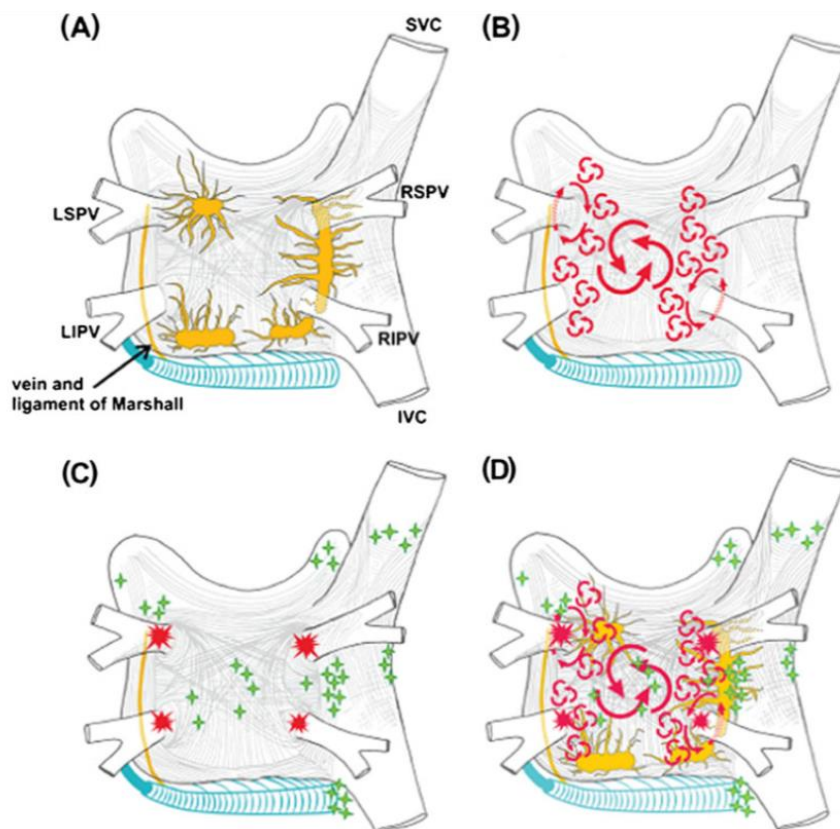 (A)
SVC
(B)
LSPV
RSPV
LIPV
RIPV
vein and
ligament of Marshall
IVC
(C)
(D)